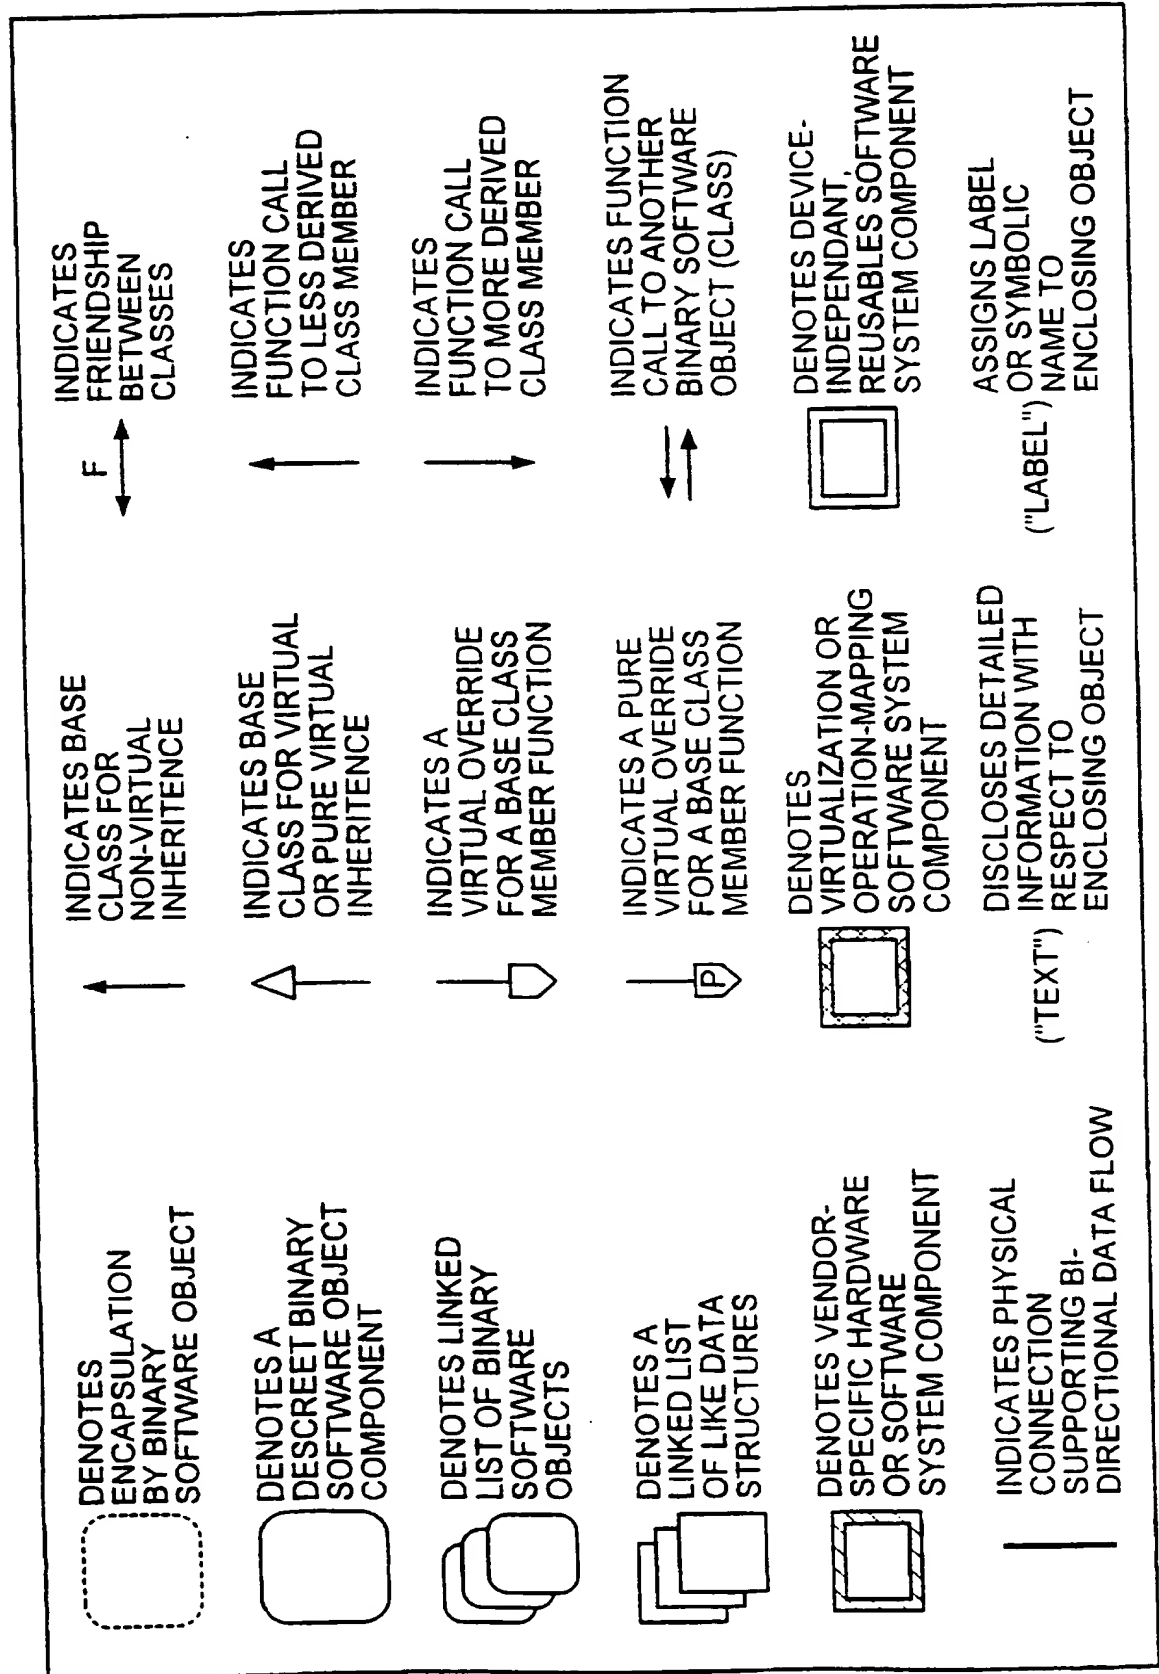 DENOTES
ENCAPSULATION
BY BINARY
SOFTWARE OBJECT
DENOTES A
DESCREET BINARY
SOFTWARE OBJECT
COMPONENT
DENOTES LINKED
LIST OF BINARY
SOFTWARE
OBJECTS
DENOTES A
LINKED LIST
OF LIKE DATA
STRUCTURES
DENOTES VENDOR-
SPECIFIC HARDWARE
OR SOFTWARE
SYSTEM COMPONENT
INDICATES PHYSICAL
CONNECTION
SUPPORTING BI-
DIRECTIONAL DATA FLOW
INDICATES BASE
CLASS FOR
NON-VIRTUAL
INHERITENCE
INDICATES BASE
CLASS FOR VIRTUAL
OR PURE VIRTUAL
INHERITENCE
INDICATES A
VIRTUAL OVERRIDE
FOR A BASE CLASS
MEMBER FUNCTION
P
INDICATES A PURE
VIRTUAL OVERRIDE
FOR A BASE CLASS
MEMBER FUNCTION
DENOTES
VIRTUALIZATION OR
OPERATION-MAPPING
SOFTWARE SYSTEM
COMPONENT
("TEXT")
DISCLOSES DETAILED
INFORMATION WITH
RESPECT TO
ENCLOSING OBJECT
F
INDICATES
FRIENDSHIP
BETWEEN
CLASSES
INDICATES
FUNCTION CALL
TO LESS DERIVED
CLASS MEMBER
INDICATES
FUNCTION CALL
TO MORE DERIVED
CLASS MEMBER
INDICATES FUNCTION
CALL TO ANOTHER
BINARY SOFTWARE
OBJECT (CLASS)
DENOTES DEVICE-
INDEPENDANT,
REUSABLES SOFTWARE
SYSTEM COMPONENT
("LABEL")
ASSIGNS LABEL
OR SYMBOLIC
NAME TO
ENCLOSING OBJECT